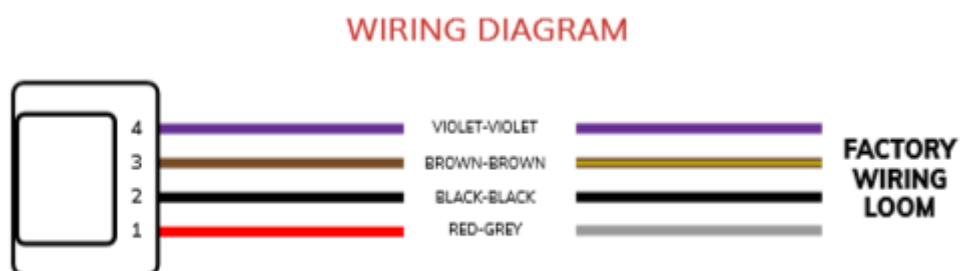 WIRING DIAGRAM
4 VIOLET-VIOLET
3 BROWN-BROWN
2 BLACK-BLACK
1 RED-GREY
FACTORY
WIRING
LOOM